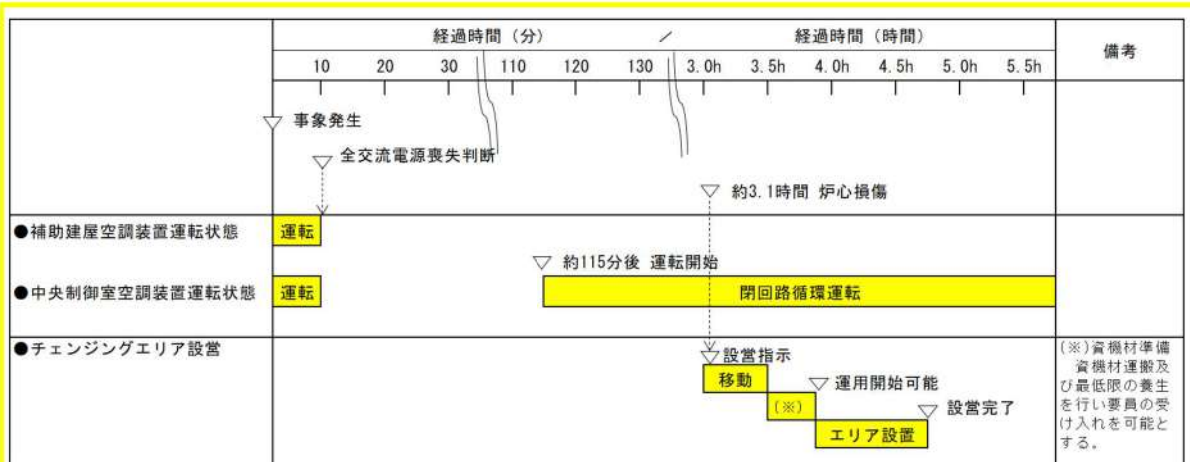 経過時間（分） ／ 経過時間（時間）
備考
10 20 30 110 120 130 3.0h 3.5h 4.0h 4.5h 5.0h 5.5h
事象発生
全交流電源喪失判断
約3.1時間 炉心損傷
●補助建屋空調装置運転状態
運転
約115分後 運転開始
●中央制御室空調装置運転状態
運転
閉回路循環運転
●チェンジングエリア設営
設営指示
移動
運用開始可能
(※)
設営完了
エリア設置
(※)資機材準備
資機材運搬及
び最低限の養生
を行い要員の受
け入れを可能と
する。